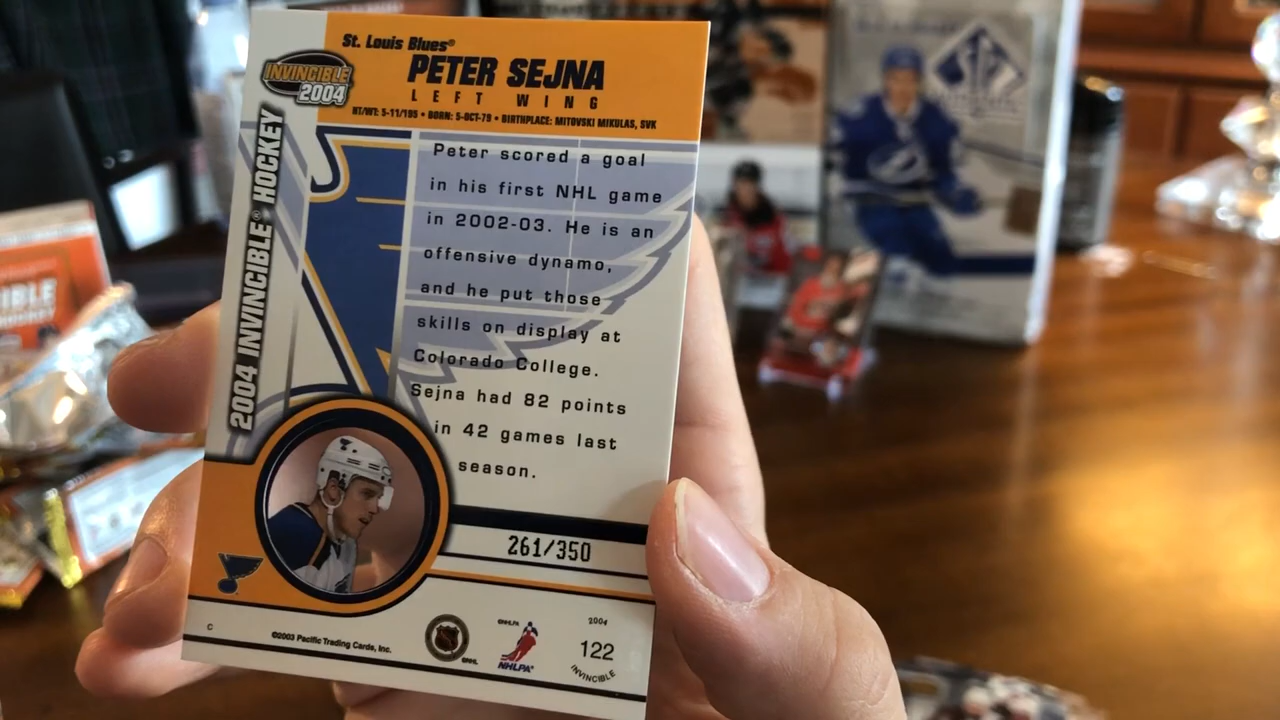 St. Louis Blues®
INVINCIBLE
2004
PETER SEJNA
LEFT WING
HT/WT: 5-11/195 • BORN: 5-OCT-79 • BIRTHPLACE: MITOVSKI MIKULAS, SVK
2004 INVINCIBLE® HOCKEY
Peter scored a goal
in his first NHL game
in 2002-03. He is an
offensive dynamo,
and he put those
skills on display at
Colorado College.
Sejna had 82 points
in 42 games last
season.
261/350
C
©2003 Pacific Trading Cards, Inc.
©NHL
©NHLPA
NHLPA®
2004
122
INVINCIBLE